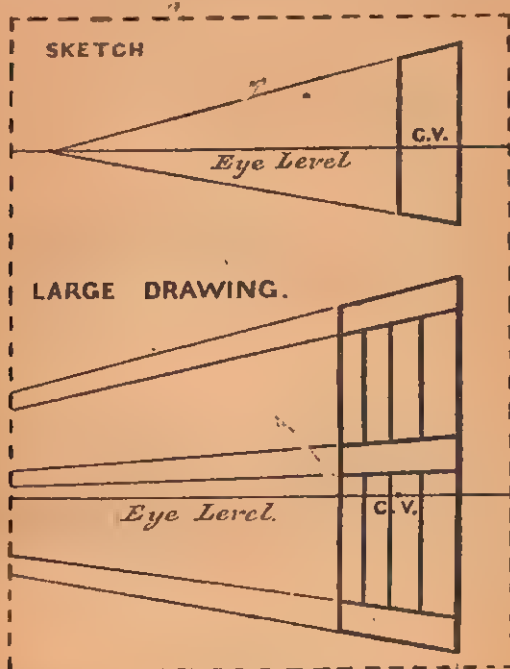 SKETCH
C.V.
Eye Level
LARGE DRAWING.
Eye Level.
C.V.